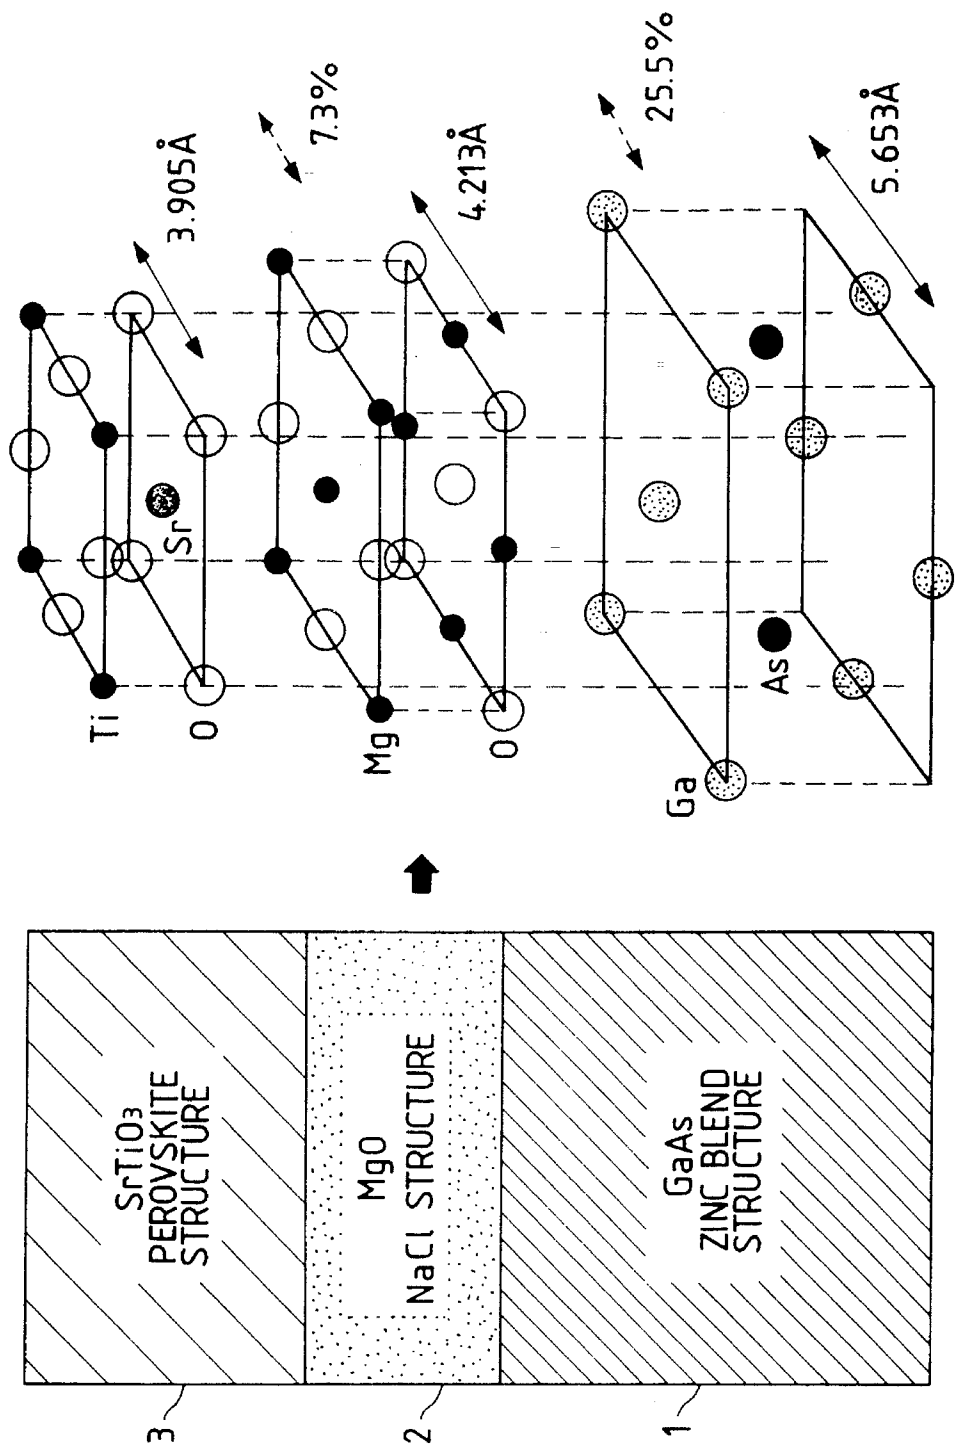 3
SrTiO₃
PEROVSKITE
STRUCTURE
2
MgO
NaCl STRUCTURE
1
GaAs
ZINC BLEND
STRUCTURE
Ti
O
Sr
3.905Å
7.3%
Mg
O
4.213Å
25.5%
Ga
As
5.653Å